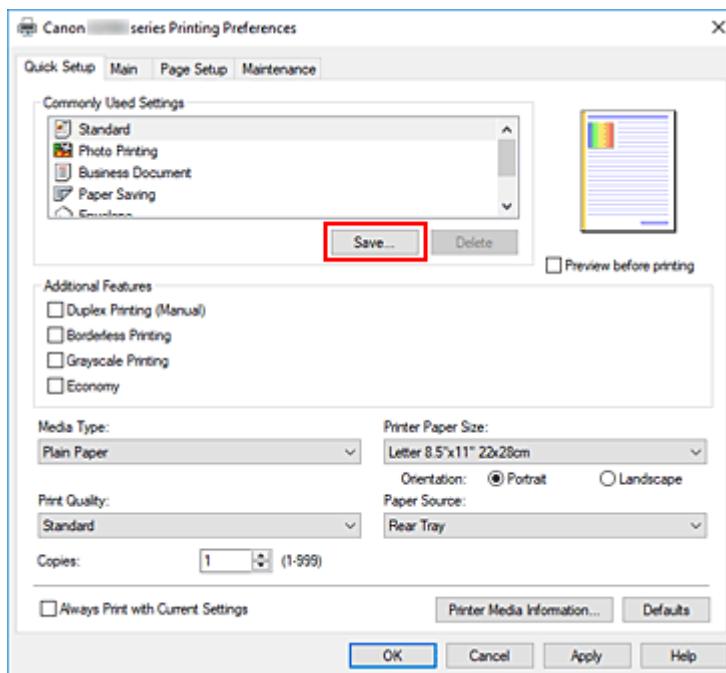 Canon series Printing Preferences
Quick Setup Main Page Setup Maintenance
Commonly Used Settings
Standard
Photo Printing
Business Document
Paper Saving
Envelope
Save... Delete
Preview before printing
Additional Features
Duplex Printing (Manual)
Borderless Printing
Grayscale Printing
Economy
Media Type: Printer Paper Size:
Plain Paper Letter 8.5"x11" 22x28cm
Orientation: Portrait Landscape
Print Quality: Paper Source:
Standard Rear Tray
Copies: 1 (1-999)
Always Print with Current Settings Printer Media Information... Defaults
OK Cancel Apply Help